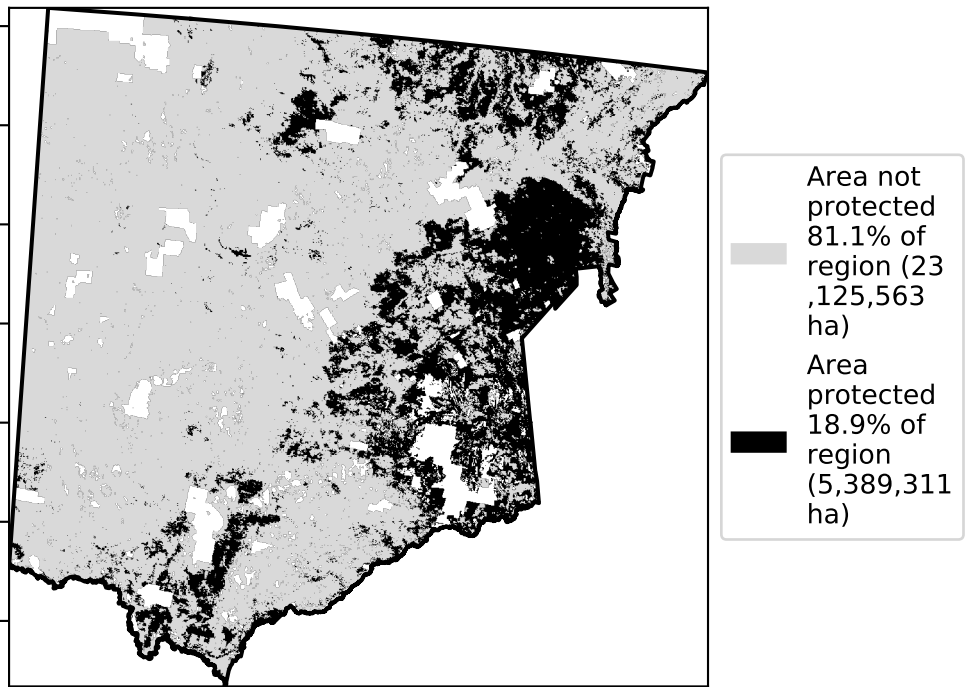 Area not
protected
81.1% of
region (23
,125,563
ha)
Area
protected
18.9% of
region
(5,389,311
ha)